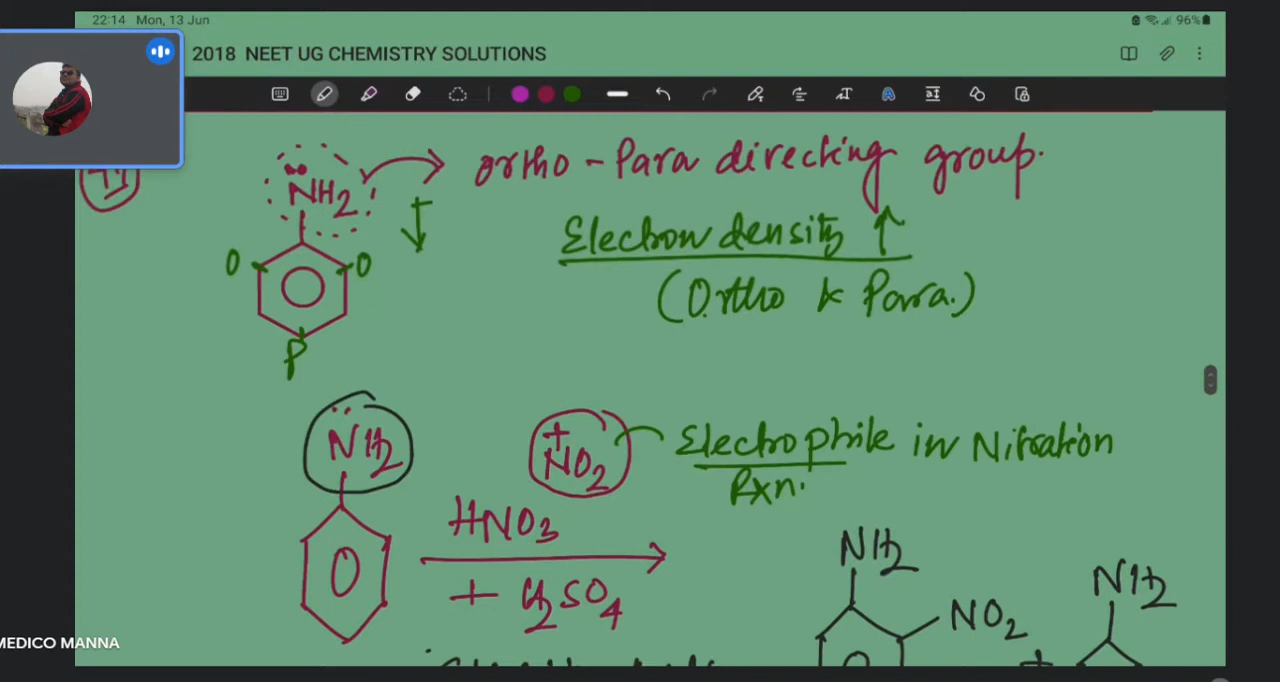 22:14 Mon, 13 Jun
96%
2018 NEET UG CHEMISTRY SOLUTIONS
NH2
ortho - Para directing group.
Electron density ↑
(Ortho & Para.)
O O
P
NH2
+
NO2
Electrophile in Nitration
Rxn.
HNO3
+ H2SO4
NH2
NO2
+
NH2
MEDICO MANNA